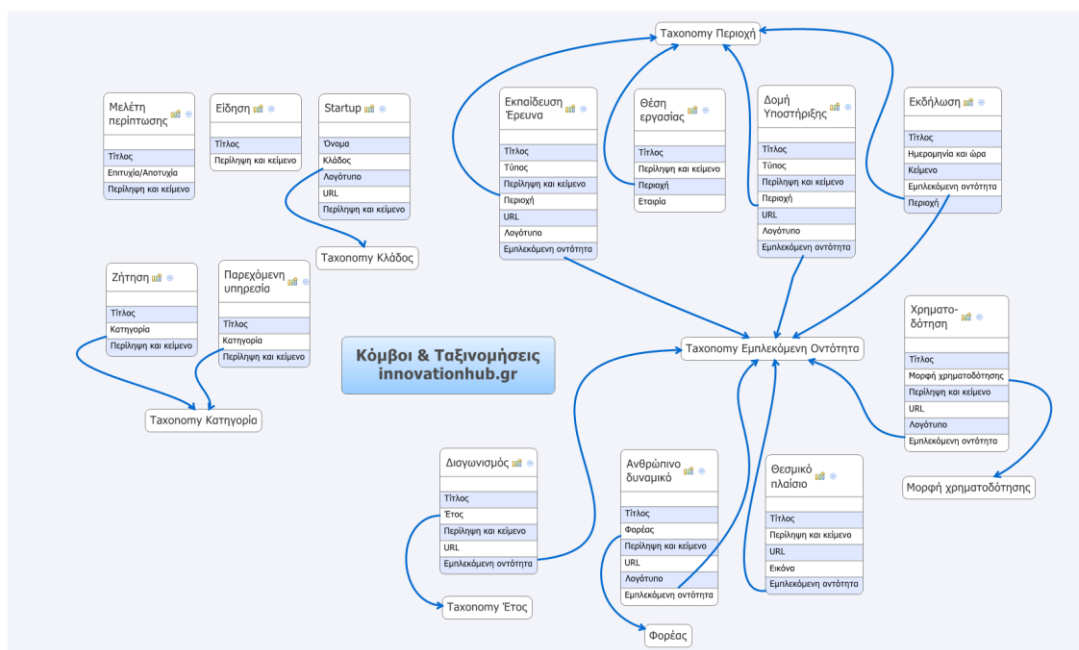 Taxonomy Περιοχή
Μελέτη
περίπτωσης
Τίτλος
Επιτυχία/Αποτυχία
Περίληψη και κείμενο
Είδηση
Τίτλος
Περίληψη και κείμενο
Startup
Όνομα
Κλάδος
Λογότυπο
URL
Περίληψη και κείμενο
Εκπαίδευση
Έρευνα
Τίτλος
Τύπος
Περίληψη και κείμενο
Περιοχή
URL
Λογότυπο
Εμπλεκόμενη οντότητα
Θέση
εργασίας
Τίτλος
Περίληψη και κείμενο
Περιοχή
Εταιρία
Δομή
Υποστήριξης
Τίτλος
Τύπος
Περίληψη και κείμενο
Περιοχή
URL
Λογότυπο
Εμπλεκόμενη οντότητα
Εκδήλωση
Τίτλος
Ημερομηνία και ώρα
Κείμενο
Εμπλεκόμενη οντότητα
Περιοχή
Taxonomy Κλάδος
Ζήτηση
Τίτλος
Κατηγορία
Περίληψη και κείμενο
Παρεχόμενη
υπηρεσία
Τίτλος
Κατηγορία
Περίληψη και κείμενο
Κόμβοι & Ταξινομήσεις
innovationhub.gr
Taxonomy Εμπλεκόμενη Οντότητα
Χρηματο-
δότηση
Τίτλος
Μορφή χρηματοδότησης
Περίληψη και κείμενο
URL
Λογότυπο
Εμπλεκόμενη οντότητα
Taxonomy Κατηγορία
Διαγωνισμός
Τίτλος
Έτος
Περίληψη και κείμενο
URL
Εμπλεκόμενη οντότητα
Ανθρώπινο
δυναμικό
Τίτλος
Φορέας
Περίληψη και κείμενο
URL
Λογότυπο
Εμπλεκόμενη οντότητα
Θεσμικό
πλαίσιο
Τίτλος
Περίληψη και κείμενο
URL
Εικόνα
Εμπλεκόμενη οντότητα
Μορφή χρηματοδότησης
Taxonomy Έτος
Φορέας